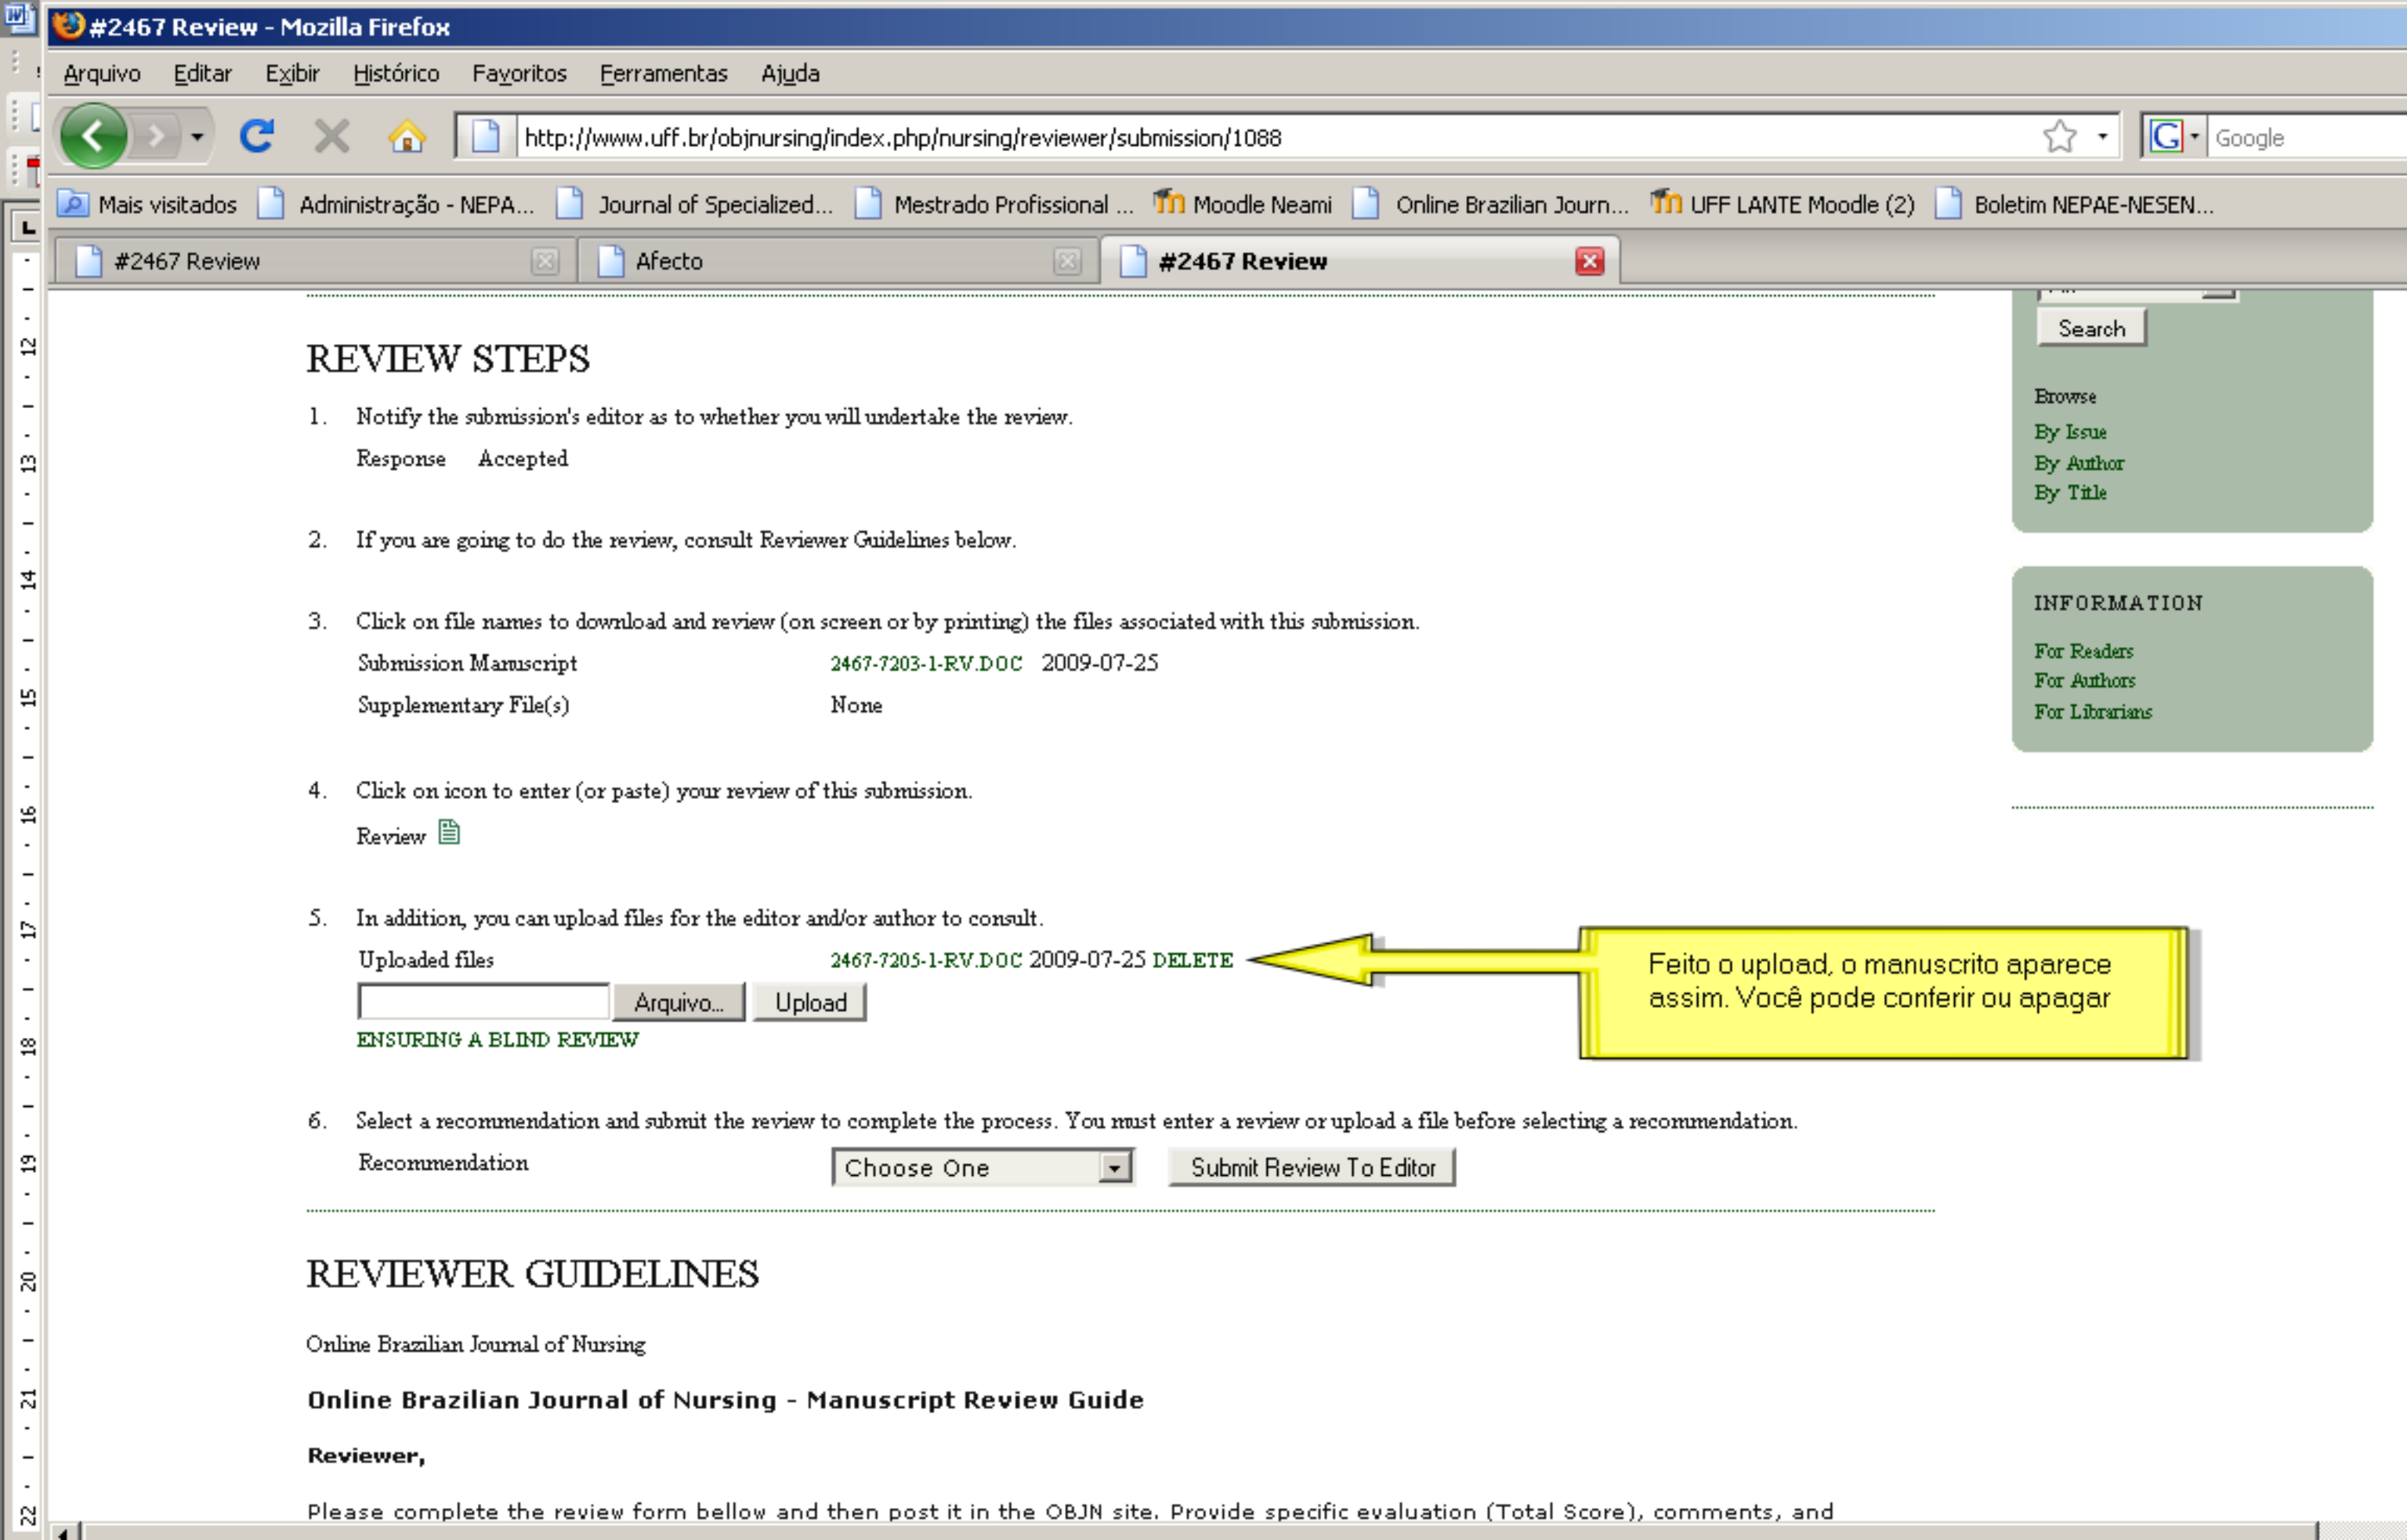 #2467 Review - Mozilla Firefox
Arquivo Editar Exibir Histórico Favoritos Ferramentas Ajuda
http://www.uff.br/objnursing/index.php/nursing/reviewer/submission/1088
Google
Mais visitados Administração - NEPA... Journal of Specialized... Mestrado Profissional ... Moodle Neami Online Brazilian Journ... UFF LANTE Moodle (2) Boletim NEPAE-NESEN...
#2467 Review Afecto #2467 Review
REVIEW STEPS
1. Notify the submission's editor as to whether you will undertake the review.
Response Accepted
2. If you are going to do the review, consult Reviewer Guidelines below.
3. Click on file names to download and review (on screen or by printing) the files associated with this submission.
Submission Manuscript 2467-7203-1-RV.DOC 2009-07-25
Supplementary File(s) None
4. Click on icon to enter (or paste) your review of this submission.
Review
5. In addition, you can upload files for the editor and/or author to consult.
Uploaded files 2467-7205-1-RV.DOC 2009-07-25 DELETE
Arquivo... Upload
ENSURING A BLIND REVIEW
Feito o upload, o manuscrito aparece
assim. Você pode conferir ou apagar
6. Select a recommendation and submit the review to complete the process. You must enter a review or upload a file before selecting a recommendation.
Recommendation Choose One Submit Review To Editor
REVIEWER GUIDELINES
Online Brazilian Journal of Nursing
Online Brazilian Journal of Nursing - Manuscript Review Guide
Reviewer,
Please complete the review form bellow and then post it in the OBJN site. Provide specific evaluation (Total Score), comments, and
Search
Browse
By Issue
By Author
By Title
INFORMATION
For Readers
For Authors
For Librarians
12
13
14
15
16
17
18
19
20
21
22